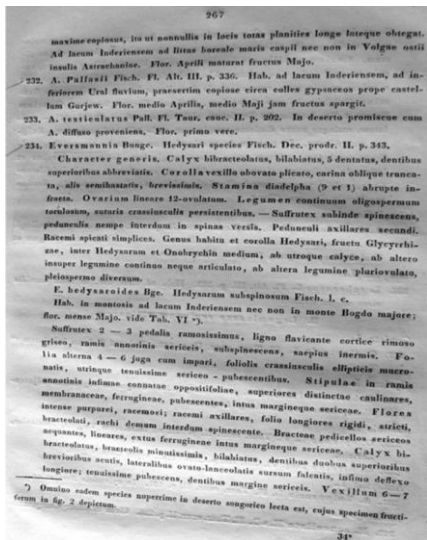 267
maxime copiosus, ita ut nonnullis in locis totas planities longe lateque obtegat.
Ad lacum Inderiensem ad littus boreale maris caspii nec non in Volgae ostii
insulis Astrachaniae. Flor. Aprili maturat fructus Majo.
232. A. Pallasii Fisch. Fl. Alt. III. p. 336. Hab. ad lacum Inderiensem, ad in-
feriorem Ural fluvium, praesertim copiose circa colles gypsaceos prope castel-
lum Gurjew. Flor. medio Aprilis, medio Maji jam fructus spargit.
233. A. testiculatus Pall. Fl. Taur. cauc. II. p. 202. In deserto promiscue cum
A. diffuso proveniens. Flor. primo vere.
234. Eversmannia Bunge. Hedysari species Fisch. Dec. prodr. II. p. 343.
Character generis. Calyx bibracteolatus, bilabiatus, 5 dentatus, dentibus
superioribus abbreviatis. Corolla vexillo obovato plicato, carina oblique trunca-
ta, alis semihastatis, brevissimis. Stamina diadelpha (9 et 1) abrupte in-
fracta. Ovarium lineare 12-ovulatum. Legumen continuum oligospermum
torulosum, suturis crassiusculis persistentibus. — Suffrutex subinde spinescens,
pedunculis nempe interdum in spinas versis. Pedunculi axillares secundi.
Racemi spicati simplices. Genus habitu et corolla Hedysari, fructu Glycyrrhi-
zae, inter Hedysarum et Onobrychin medium, ab utroque calyce, ab altero
insuper legumine continuo neque articulato, ab altera legumine pluriovulato,
pleiospermo diversum.
E. hedysaroides Bge. Hedysarum subspinosum Fisch. l. c.
Hab. in montosis ad lacum Inderiensem nec non in monte Bogdo majore;
flor. mense Majo. vide Tab. VI *).
Suffrutex 2 — 3 pedalis ramosissimus, ligno flavicante cortice rimoso
griseo, ramis annotinis sericeis, subspinescens, saepius inermis. Fo-
lia alterna 4 — 6 juga cum impari, foliolis crassiusculis ellipticis mucro-
natis, utrinque tenuissime sericeo - pubescentibus. Stipulae in ramis
annotinis infimae connatae oppositifoliae, superiores distinctae caulinares,
membranaceae, ferrugineae, pubescentes, intus margineque sericeae. Flores
intense purpurei, racemosi; racemi axillares, folio longiores rigidi, stricti,
bracteolati, rachi demum interdum spinescente. Bracteae pedicellos sericeos
aequantes, lineares, extus ferrugineae intus margineque sericeae. Calyx bi-
bracteolatus, bracteolis minutissimis, bilabiatus, dentibus duobus superioribus
brevioribus acutis, lateralibus ovato-lanceolatis sursum falcatis, infimo deflexo
longiore; tenuissime pubescens, dentibus margine sericeis. Vexillum 6 — 7
*) Omnino eadem species nuperrime in deserto songorico lecta est, cujus specimen fructi-
ferum in fig. 2 depictum.
34*